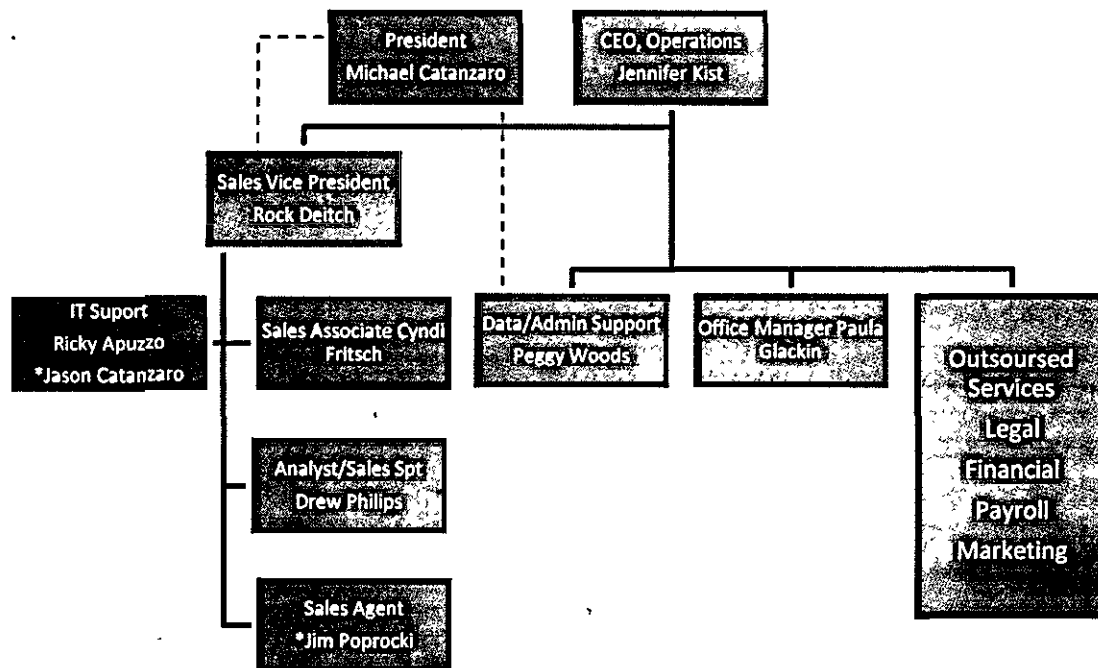 President
Michael Catanzaro
CEO, Operations
Jennifer Kist
Sales Vice President
Rock Deitch
IT Suport
Ricky Apuzzo
*Jason Catanzaro
Sales Associate Cyndi
Fritsch
Data/Admin Support
Peggy Woods
Office Manager Paula
Glackin
Outsoursed
Services
Legal
Financial
Payroll
Marketing
Analyst/Sales Spt
Drew Philips
Sales Agent
*Jim Poprocki